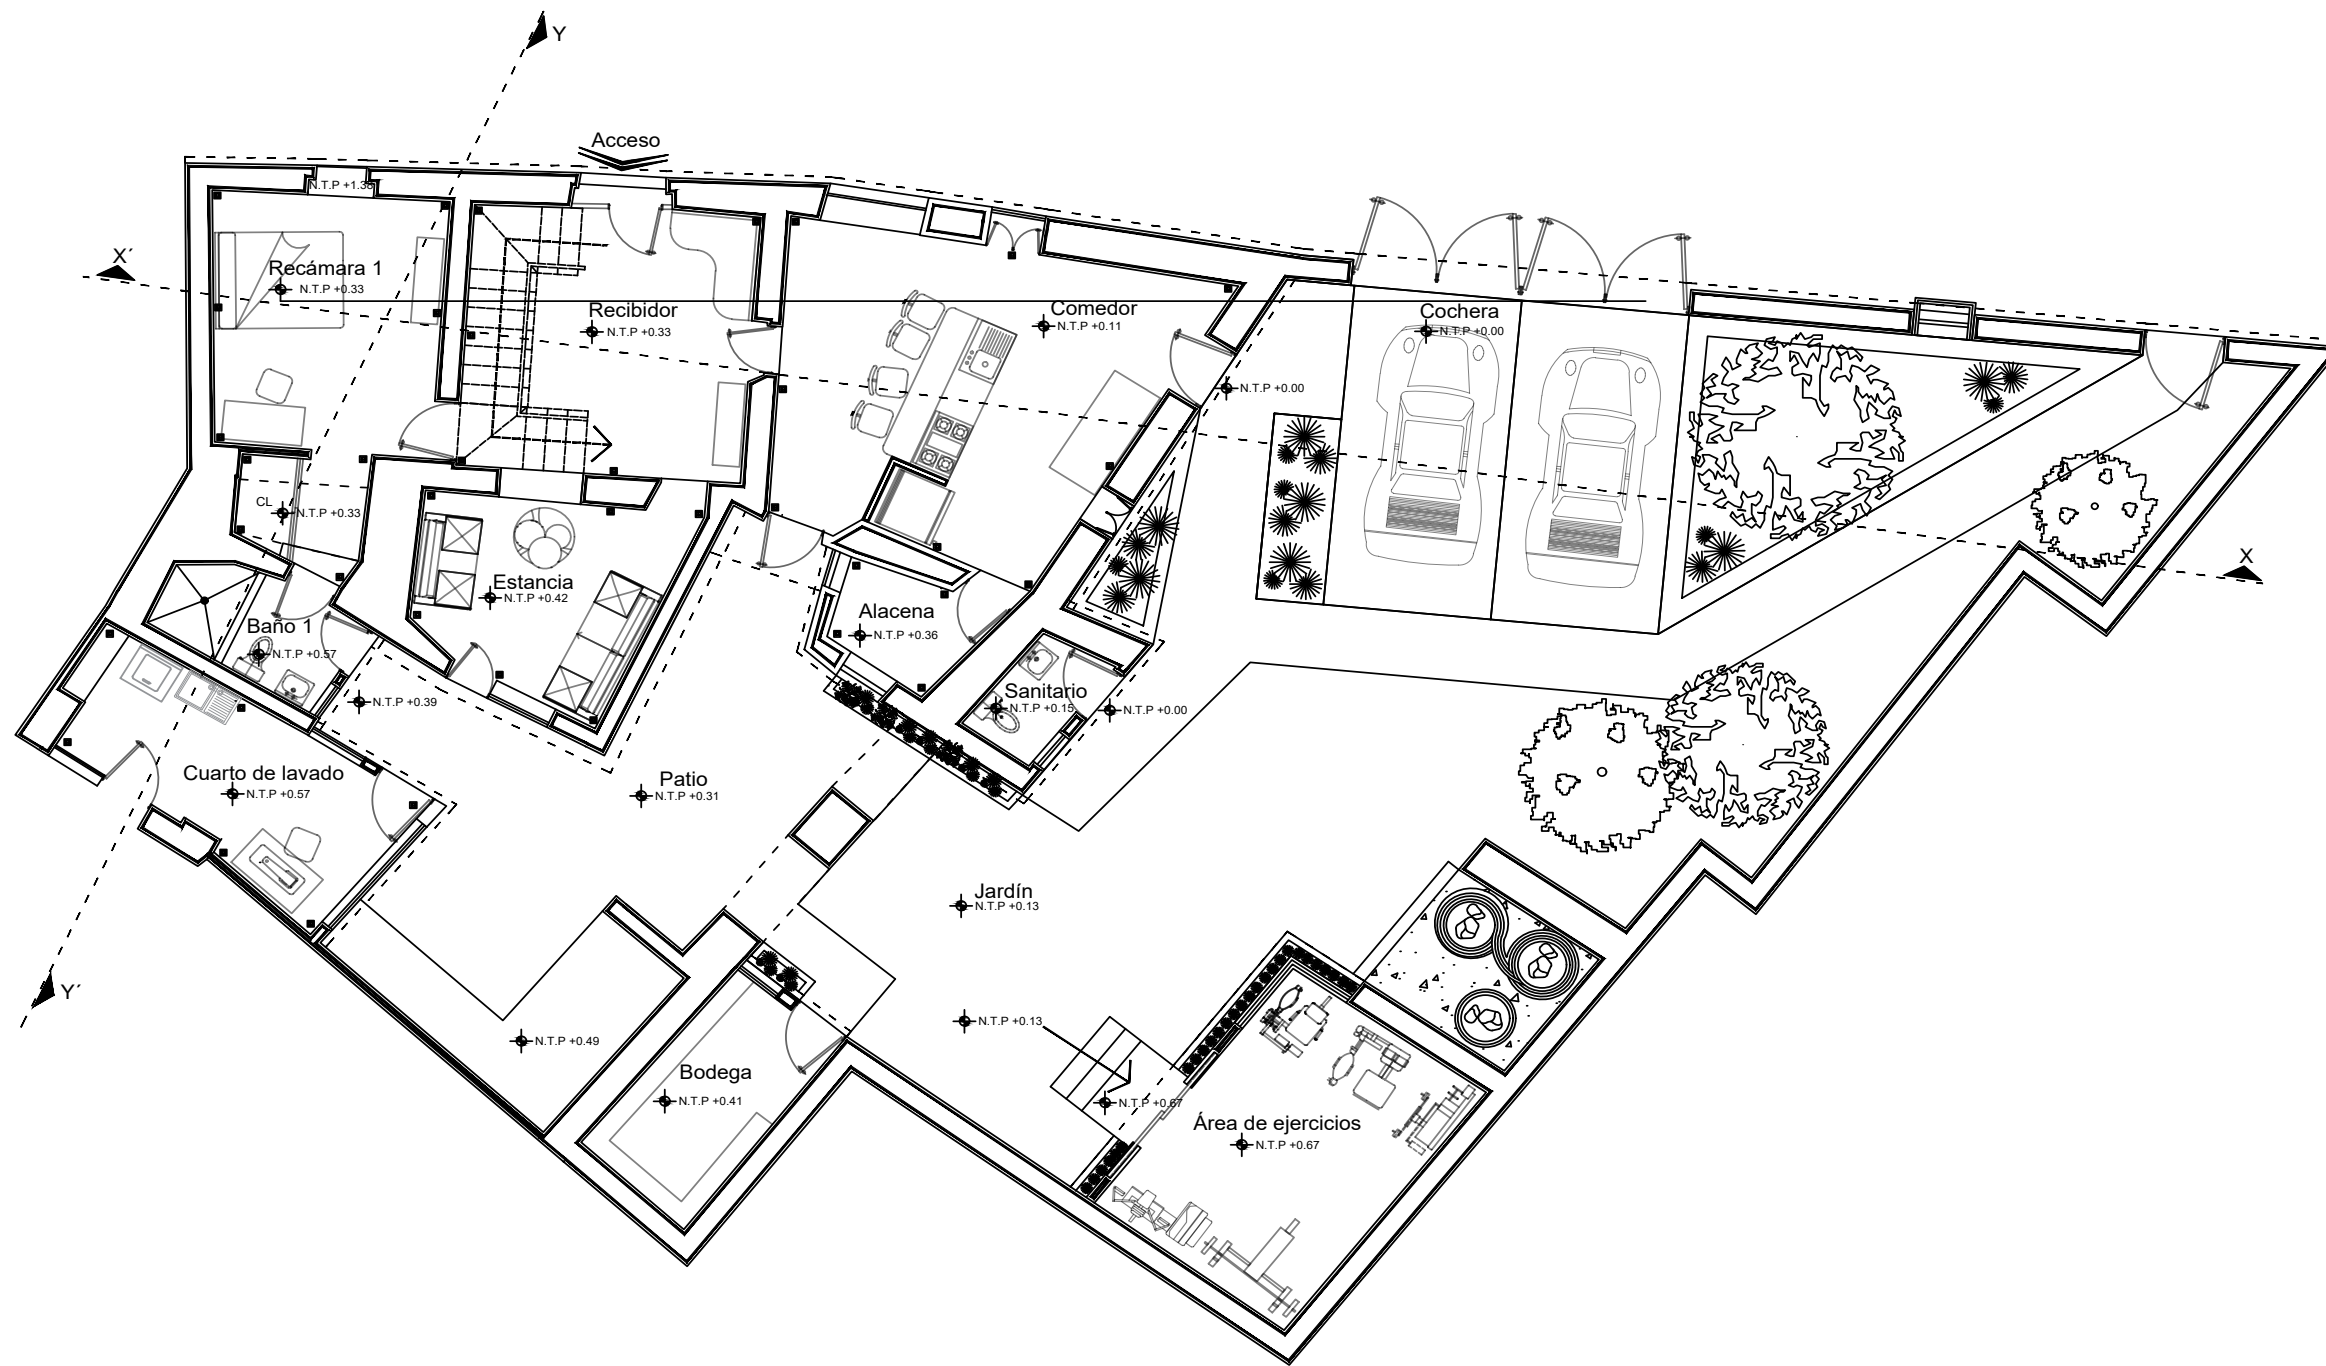 Y
Acceso
N.T.P +1.38
X´
Recámara 1
N.T.P +0.33
Recibidor
N.T.P +0.33
Comedor
N.T.P +0.11
Cochera
N.T.P +0.00
N.T.P +0.00
CL
N.T.P +0.33
Estancia
N.T.P +0.42
X
Alacena
N.T.P +0.36
Baño 1
N.T.P +0.57
N.T.P +0.39
Sanitario
N.T.P +0.15
N.T.P +0.00
Cuarto de lavado
N.T.P +0.57
Patio
N.T.P +0.31
Jardín
N.T.P +0.13
Y´
N.T.P +0.13
N.T.P +0.49
Bodega
N.T.P +0.41
N.T.P +0.67
Área de ejercicios
N.T.P +0.67